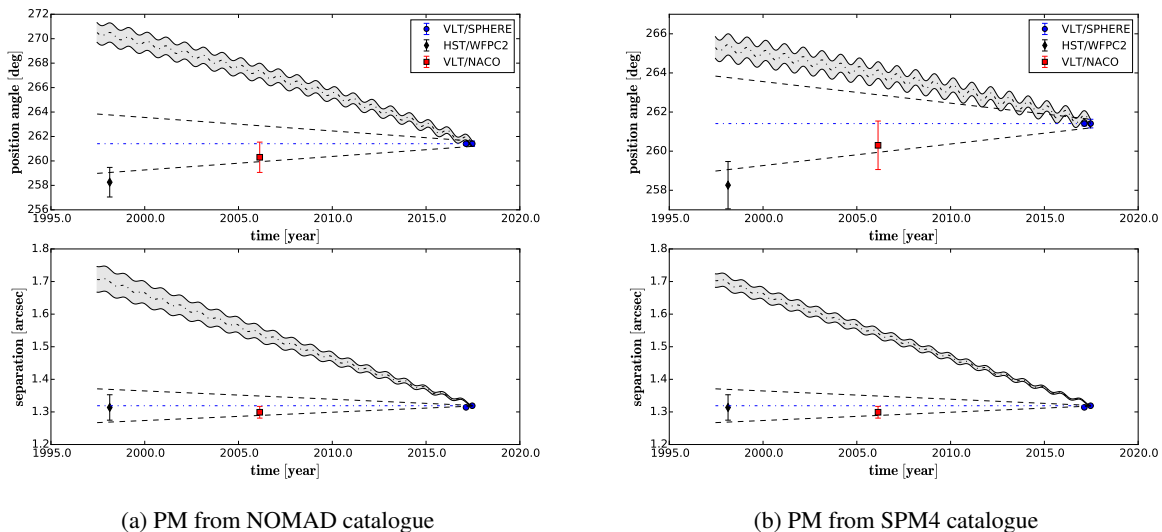 272
270
268
266
264
262
260
258
256
position angle [deg]
VLT/SPHERE
HST/WFPC2
VLT/NACO
1995.0 2000.0 2005.0 2010.0 2015.0 2020.0
time [year]
1.8
1.7
1.6
1.5
1.4
1.3
1.2
separation [arcsec]
1995.0 2000.0 2005.0 2010.0 2015.0 2020.0
time [year]
(a) PM from NOMAD catalogue
266
264
262
260
258
position angle [deg]
VLT/SPHERE
HST/WFPC2
VLT/NACO
1995.0 2000.0 2005.0 2010.0 2015.0 2020.0
time [year]
1.8
1.7
1.6
1.5
1.4
1.3
1.2
separation [arcsec]
1995.0 2000.0 2005.0 2010.0 2015.0 2020.0
time [year]
(b) PM from SPM4 catalogue